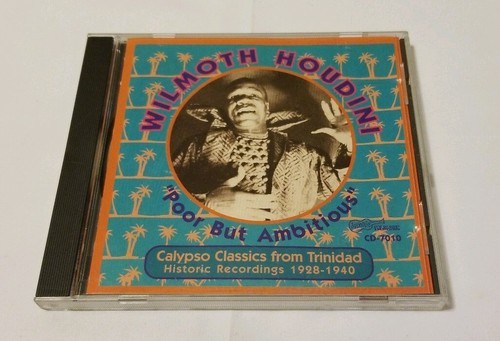 WILMOTH HOUDINI
"Poor But Ambitious"
CD-7010
Calypso Classics from Trinidad
Historic Recordings 1928-1940